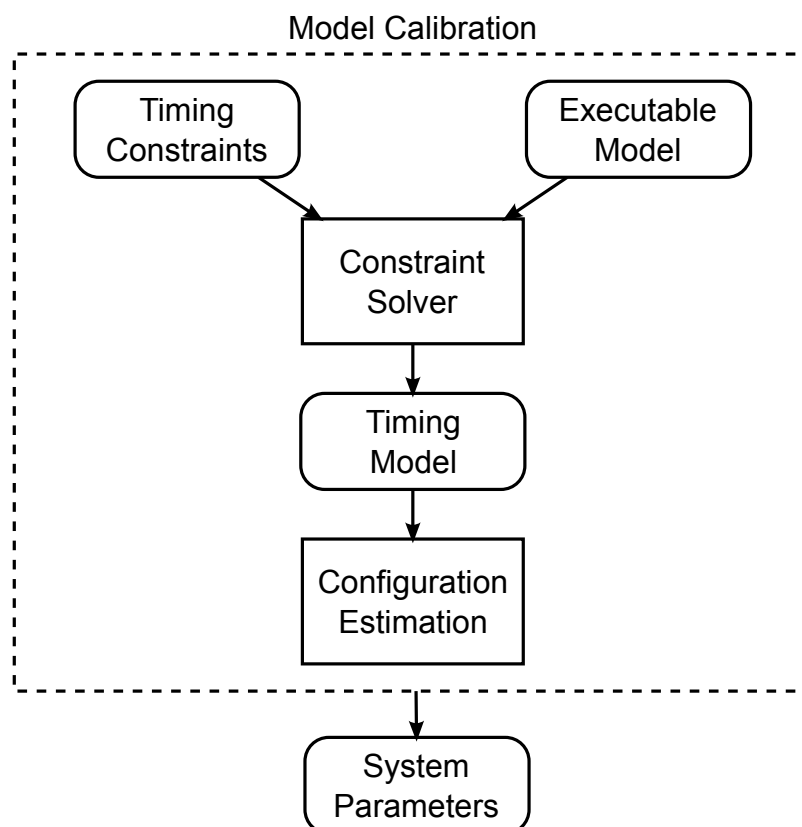 Model Calibration
Timing
Constraints
Executable
Model
Constraint
Solver
Timing
Model
Configuration
Estimation
System
Parameters